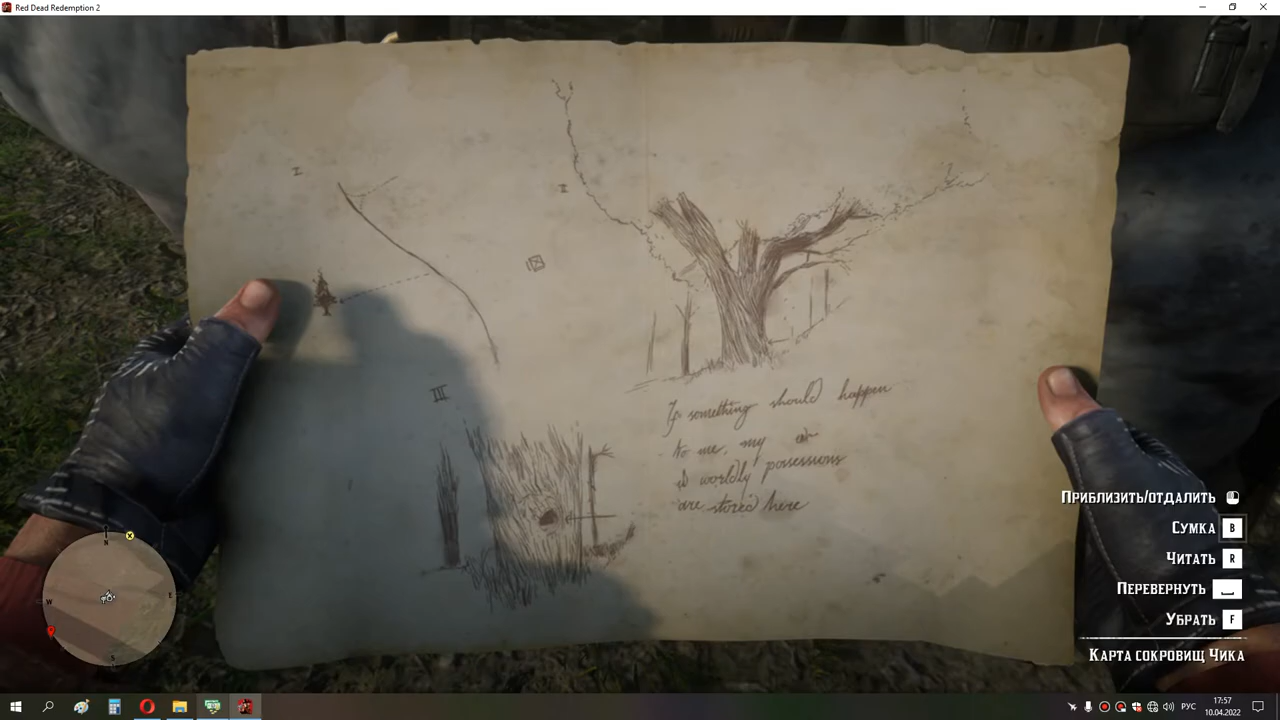 Red Dead Redemption 2
I
II
III
If something should happen
to me, my
worldly possessions
are stored here
N
W
E
S
Приблизить/отдалить
Сумка B
Читать R
Перевернуть
Убрать F
Карта сокровищ Чика
РУС
17:57
10.04.2022